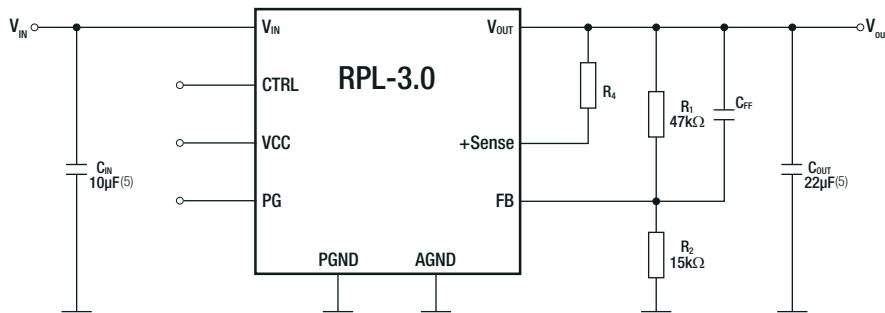 VIN
VIN
VOUT
Vou
CTRL
RPL-3.0
R4
R1
47kΩ
CFF
VCC
+Sense
CIN
10µF(5)
COUT
22µF(5)
PG
FB
R2
15kΩ
PGND
AGND